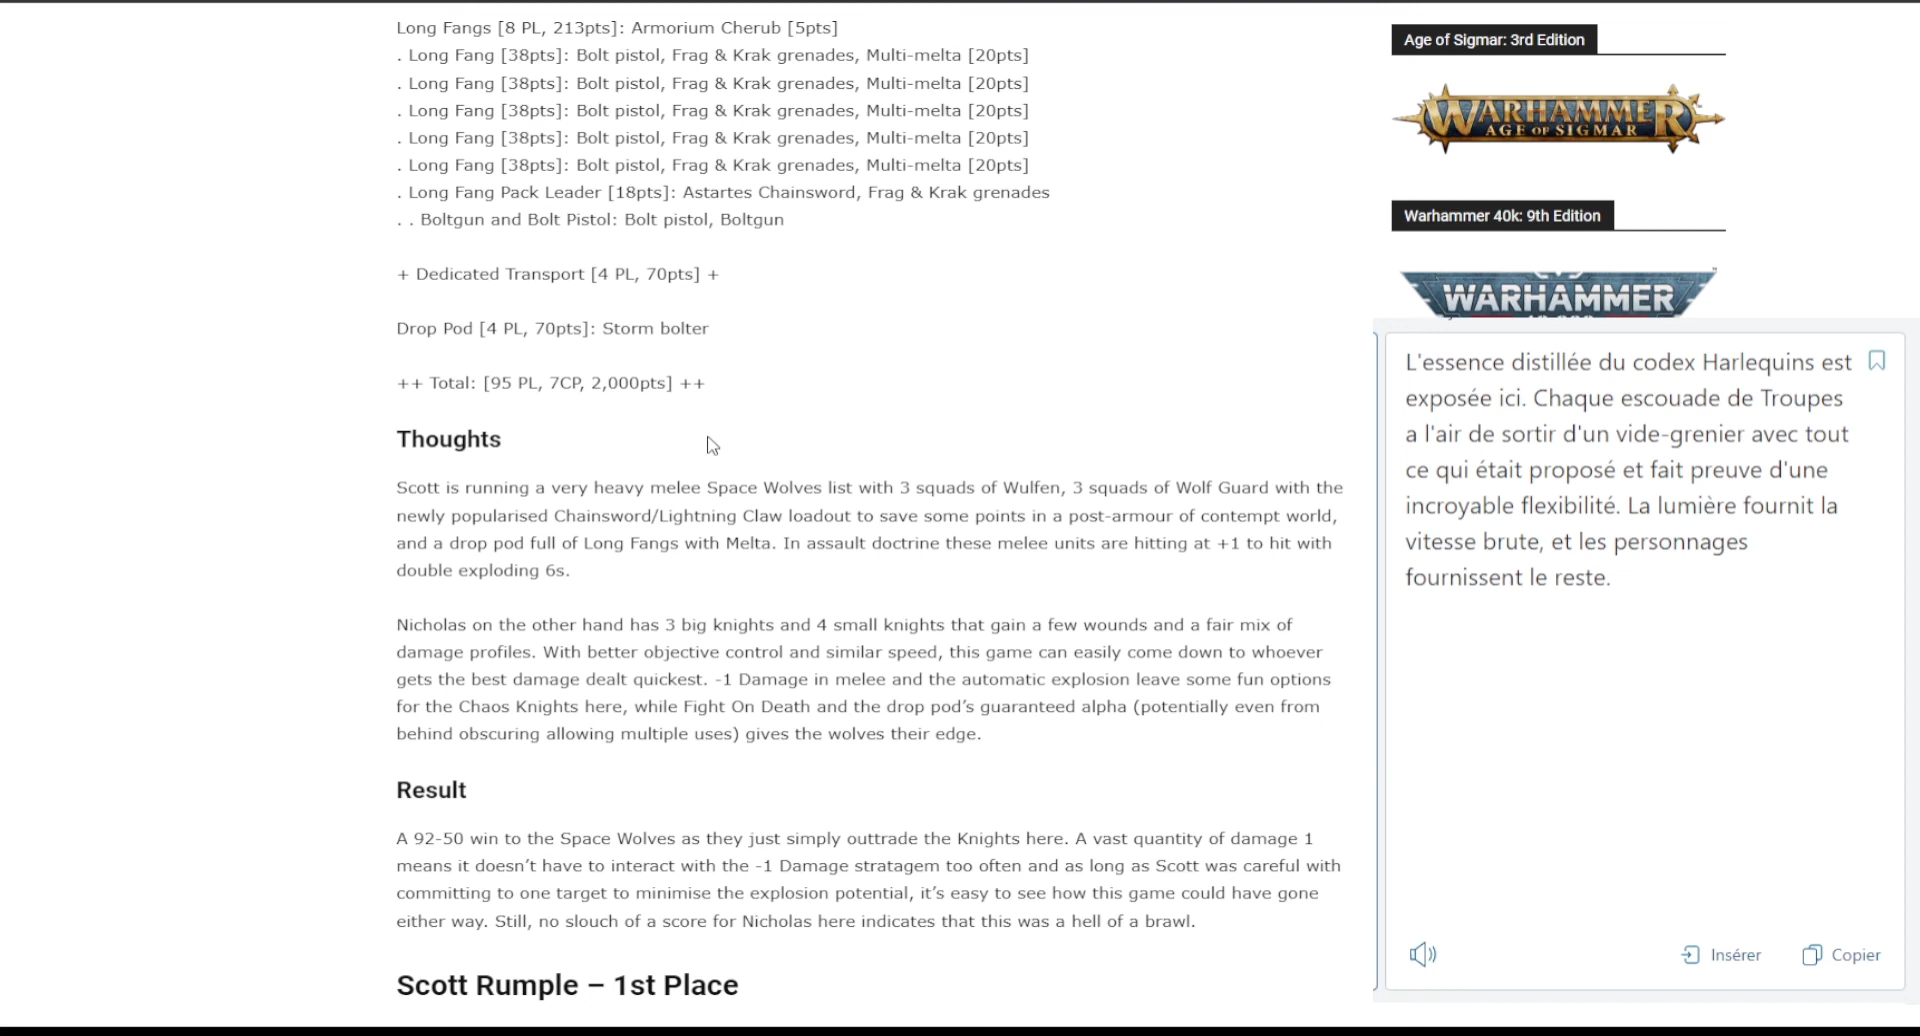 Long Fangs [8 PL, 213pts]: Armorium Cherub [5pts]
. Long Fang [38pts]: Bolt pistol, Frag & Krak grenades, Multi-melta [20pts]
. Long Fang [38pts]: Bolt pistol, Frag & Krak grenades, Multi-melta [20pts]
. Long Fang [38pts]: Bolt pistol, Frag & Krak grenades, Multi-melta [20pts]
. Long Fang [38pts]: Bolt pistol, Frag & Krak grenades, Multi-melta [20pts]
. Long Fang [38pts]: Bolt pistol, Frag & Krak grenades, Multi-melta [20pts]
. Long Fang Pack Leader [18pts]: Astartes Chainsword, Frag & Krak grenades
. . Boltgun and Bolt Pistol: Bolt pistol, Boltgun
+ Dedicated Transport [4 PL, 70pts] +
Drop Pod [4 PL, 70pts]: Storm bolter
++ Total: [95 PL, 7CP, 2,000pts] ++
Thoughts
Scott is running a very heavy melee Space Wolves list with 3 squads of Wulfen, 3 squads of Wolf Guard with the
newly popularised Chainsword/Lightning Claw loadout to save some points in a post-armour of contempt world,
and a drop pod full of Long Fangs with Melta. In assault doctrine these melee units are hitting at +1 to hit with
double exploding 6s.
Nicholas on the other hand has 3 big knights and 4 small knights that gain a few wounds and a fair mix of
damage profiles. With better objective control and similar speed, this game can easily come down to whoever
gets the best damage dealt quickest. -1 Damage in melee and the automatic explosion leave some fun options
for the Chaos Knights here, while Fight On Death and the drop pod's guaranteed alpha (potentially even from
behind obscuring allowing multiple uses) gives the wolves their edge.
Result
A 92-50 win to the Space Wolves as they just simply outtrade the Knights here. A vast quantity of damage 1
means it doesn't have to interact with the -1 Damage stratagem too often and as long as Scott was careful with
committing to one target to minimise the explosion potential, it's easy to see how this game could have gone
either way. Still, no slouch of a score for Nicholas here indicates that this was a hell of a brawl.
Scott Rumple – 1st Place
Age of Sigmar: 3rd Edition
WARHAMMER
AGE OF SIGMAR
Warhammer 40k: 9th Edition
WARHAMMER
L'essence distillée du codex Harlequins est
exposée ici. Chaque escouade de Troupes
a l'air de sortir d'un vide-grenier avec tout
ce qui était proposé et fait preuve d'une
incroyable flexibilité. La lumière fournit la
vitesse brute, et les personnages
fournissent le reste.
Insérer
Copier